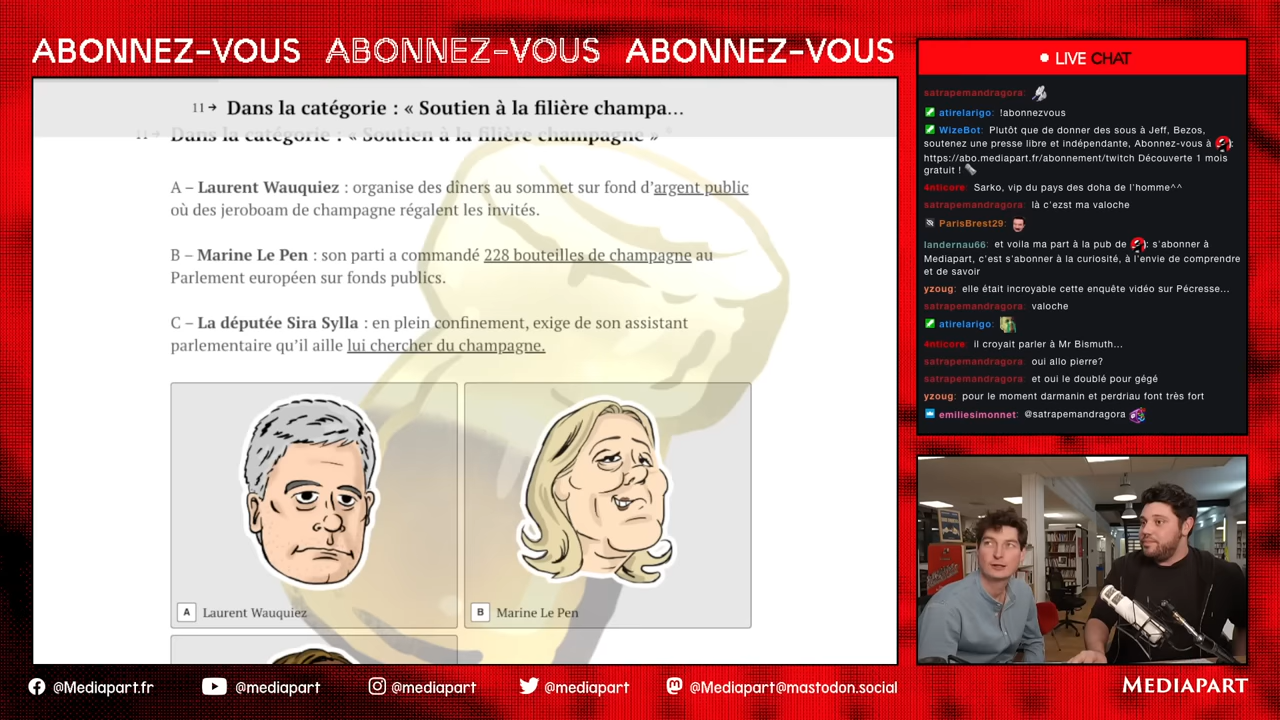 ABONNEZ-VOUS ABONNEZ-VOUS ABONNEZ-VOUS
11 → Dans la catégorie : « Soutien à la filière champa…
11 → Dans la catégorie : « Soutien à la filière champagne »
A – Laurent Wauquiez : organise des dîners au sommet sur fond d'argent public
où des jeroboam de champagne régalent les invités.
B – Marine Le Pen : son parti a commandé 228 bouteilles de champagne au
Parlement européen sur fonds publics.
C – La députée Sira Sylla : en plein confinement, exige de son assistant
parlementaire qu'il aille lui chercher du champagne.
A Laurent Wauquiez
B Marine Le Pen
LIVE CHAT
satrapemandragora:
atirelarigo: !abonnezvous
WizeBot: Plutôt que de donner des sous à Jeff, Bezos,
soutenez une presse libre et indépendante, Abonnez-vous à :
https://abo.mediapart.fr/abonnement/twitch Découverte 1 mois
gratuit !
4nticore: Sarko, vip du pays des doha de l'homme^^
satrapemandragora: là c'ezst ma valoche
ParisBrest29:
landernau66: et voila ma part à la pub de : s'abonner à
Mediapart, c'est s'abonner à la curiosité, à l'envie de comprendre
et de savoir
yzoug: elle était incroyable cette enquête vidéo sur Pécresse...
satrapemandragora: valoche
atirelarigo:
4nticore: il croyait parler à Mr Bismuth...
satrapemandragora: oui allo pierre?
satrapemandragora: et oui le doublé pour gégé
yzoug: pour le moment darmanin et perdriau font très fort
emiliesimonnet: @satrapemandragora
@Mediapart.fr @mediapart @mediapart @mediapart @Mediapart@mastodon.social
MEDIAPART